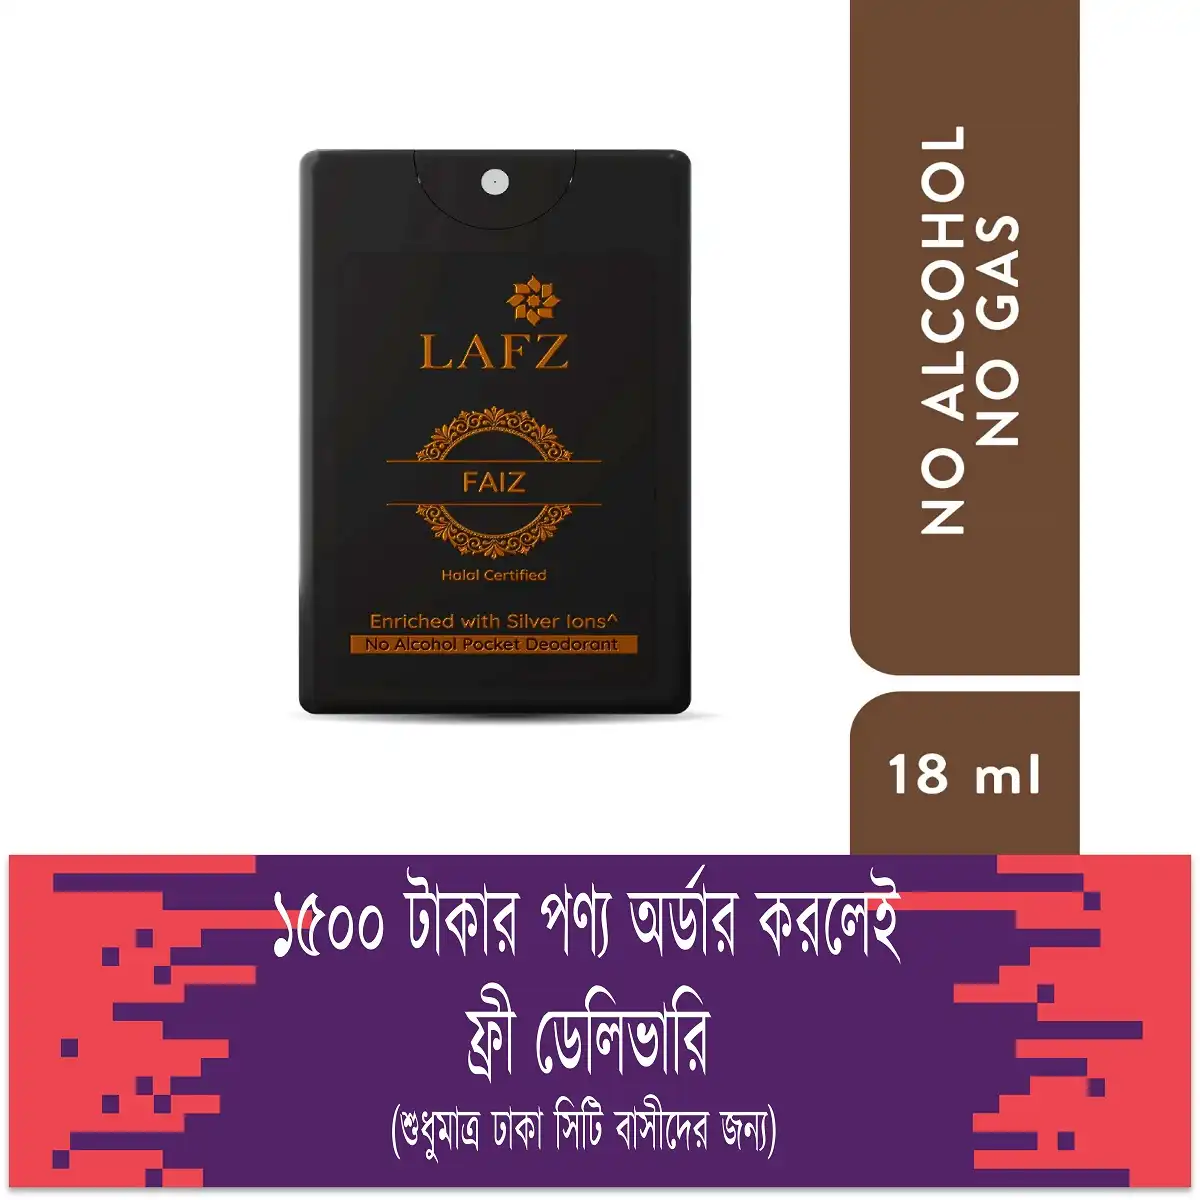 LAFZ
FAIZ
Halal Certified
Enriched with Silver Ions^
No Alcohol Pocket Deodorant
NO ALCOHOL
NO GAS
18 ml
১৫০০ টাকার পণ্য অর্ডার করলেই
ফ্রী ডেলিভারি
(শুধুমাত্র ঢাকা সিটি বাসীদের জন্য)